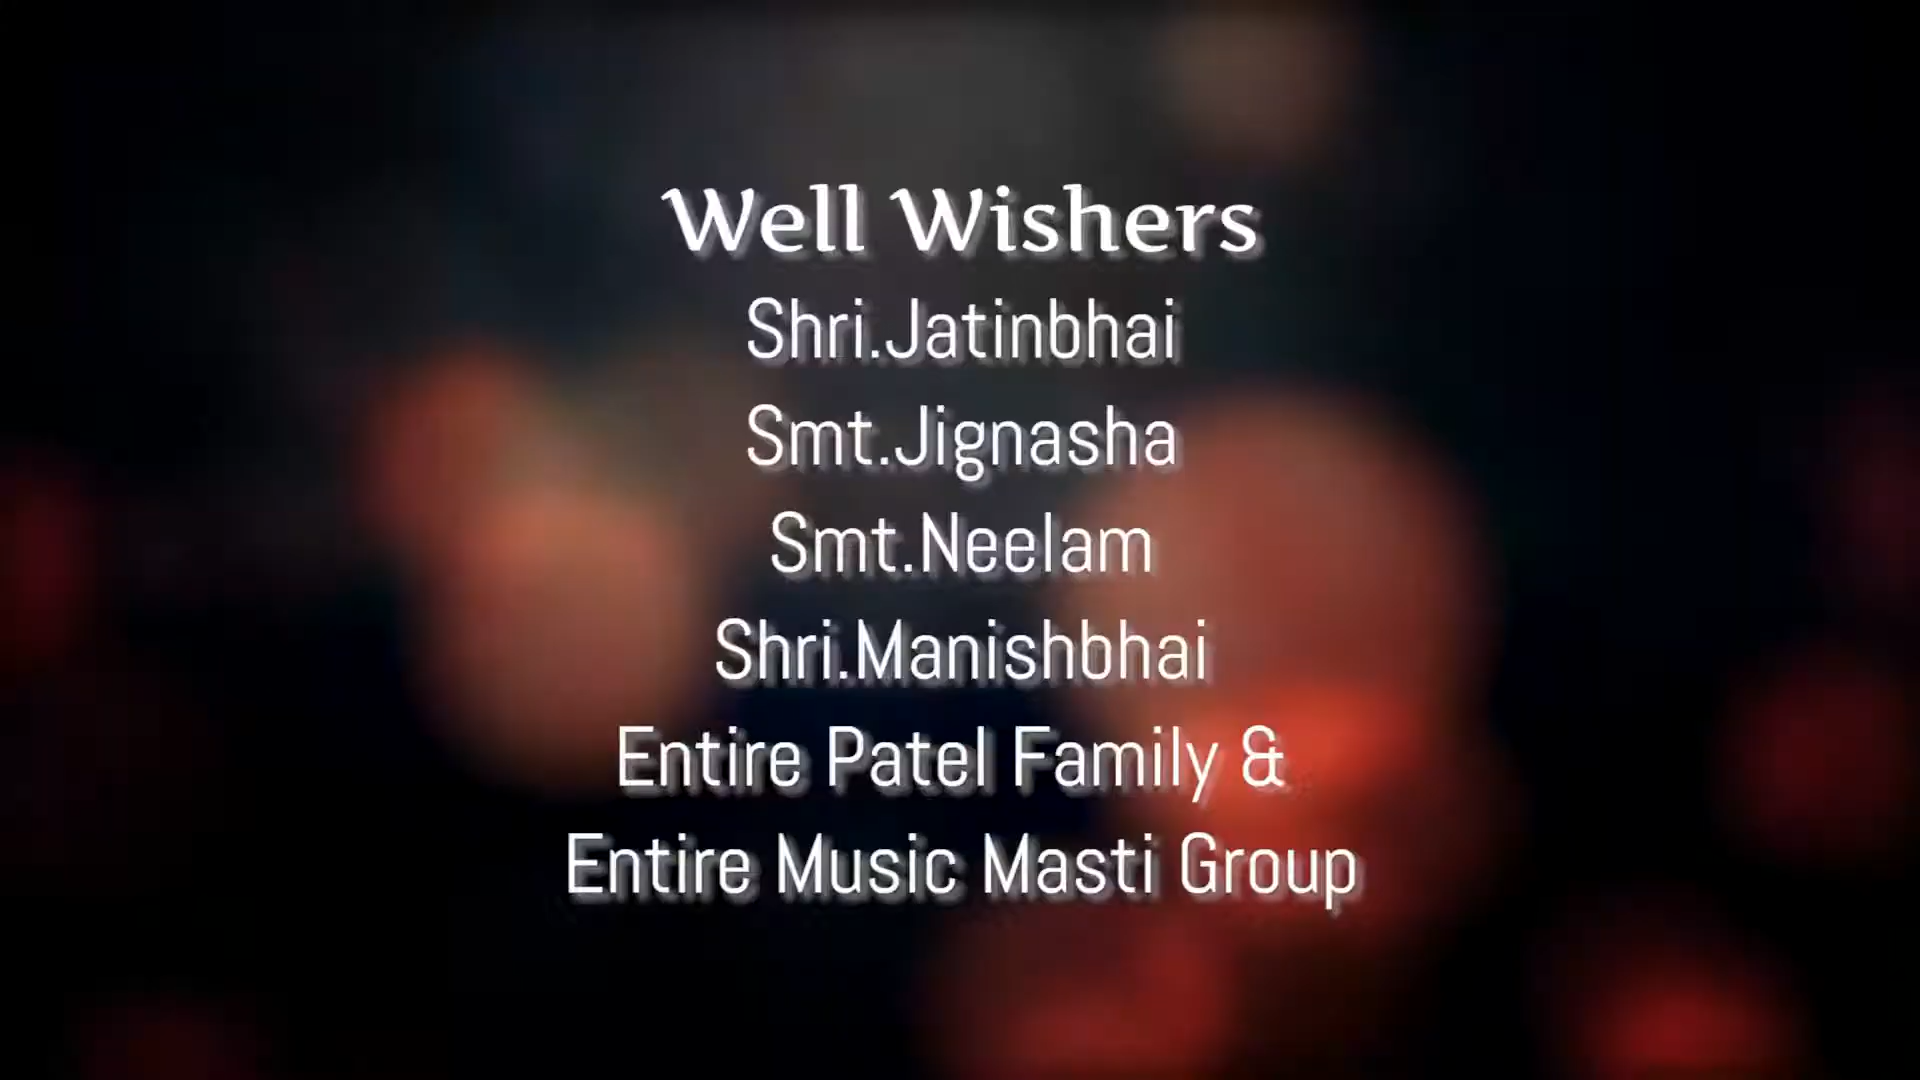 Well Wishers
Shri.Jatinbhai
Smt.Jignasha
Smt.Neelam
Shri.Manishbhai
Entire Patel Family &
Entire Music Masti Group